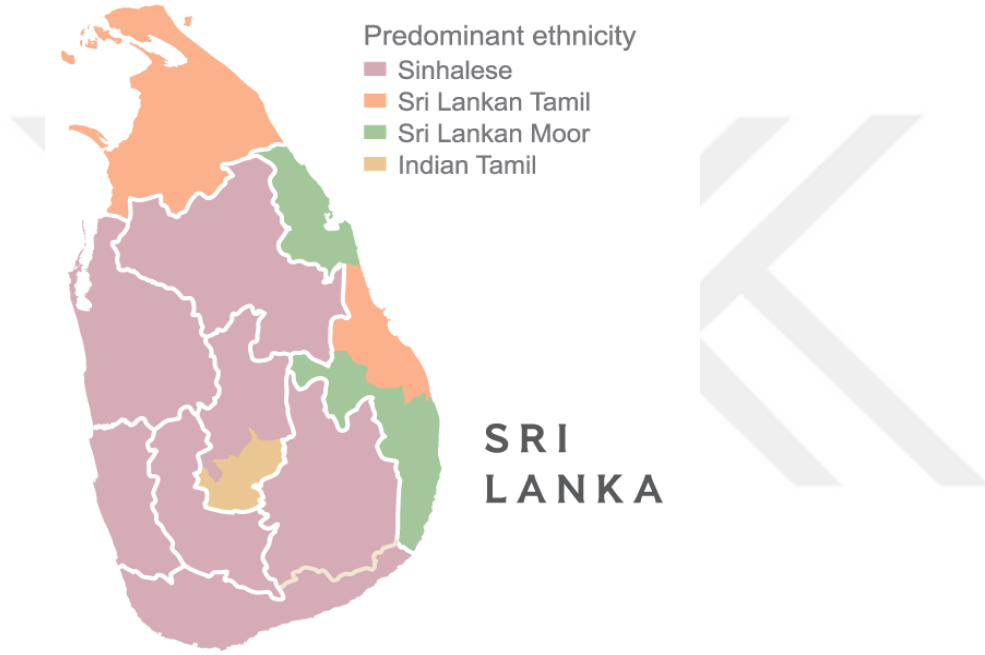 Predominant ethnicity
Sinhalese
Sri Lankan Tamil
Sri Lankan Moor
Indian Tamil
SRI
LANKA